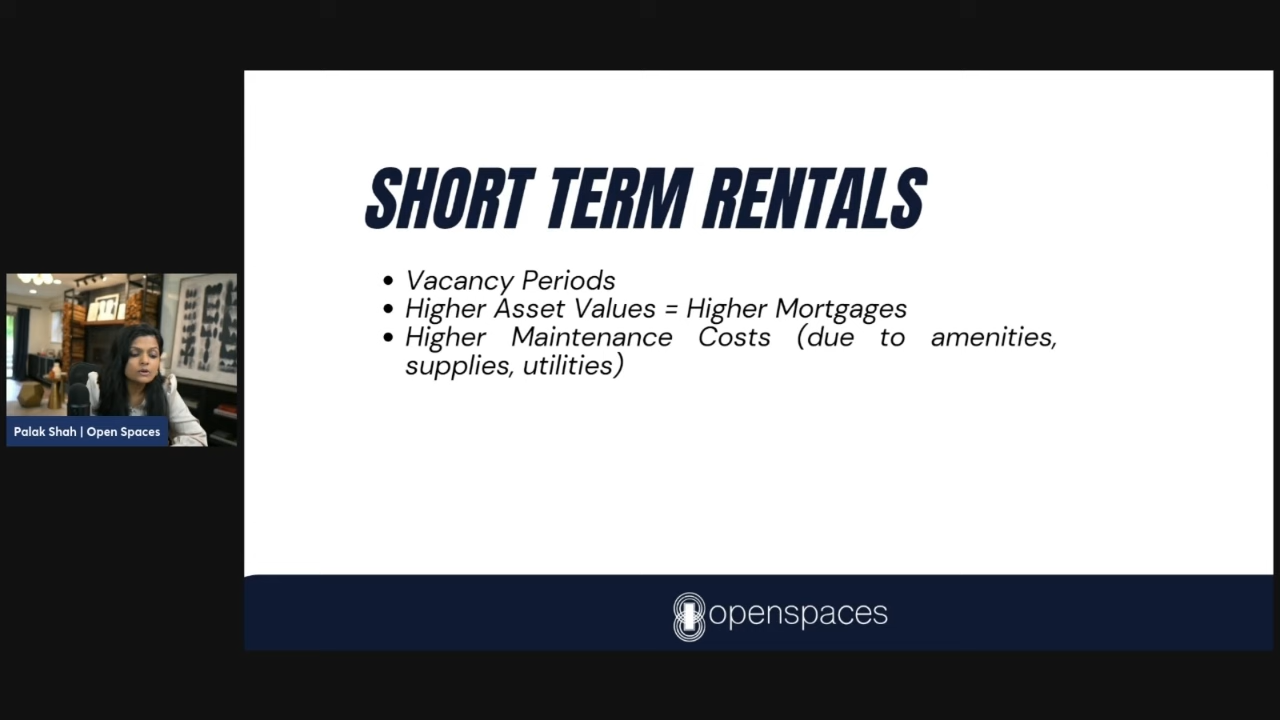 SHORT TERM RENTALS
• Vacancy Periods
• Higher Asset Values = Higher Mortgages
• Higher Maintenance Costs (due to amenities,
supplies, utilities)
Palak Shah | Open Spaces
openspaces